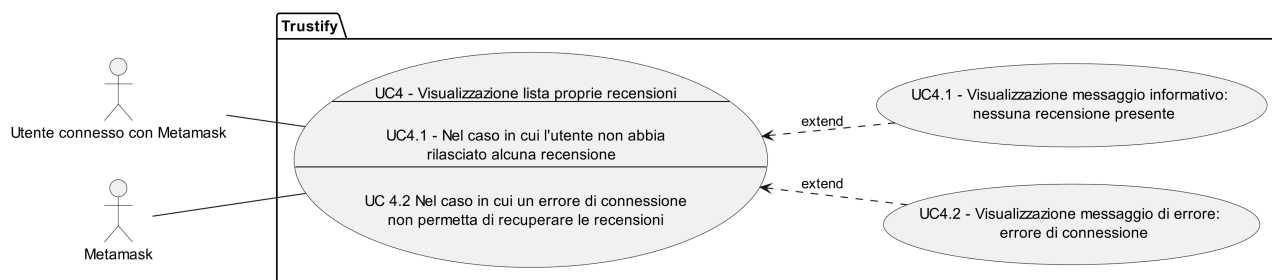 Trustify
UC4 - Visualizzazione lista proprie recensioni
UC4.1 - Nel caso in cui l'utente non abbia
rilasciato alcuna recensione
UC 4.2 Nel caso in cui un errore di connessione
non permetta di recuperare le recensioni
Utente connesso con Metamask
Metamask
extend
extend
UC4.1 - Visualizzazione messaggio informativo:
nessuna recensione presente
UC4.2 - Visualizzazione messaggio di errore:
errore di connessione